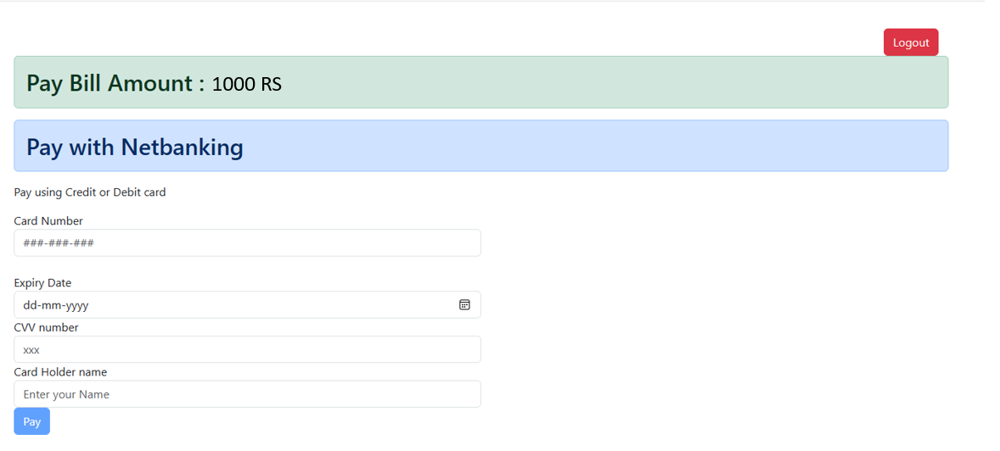 Logout
Pay Bill Amount : 1000 RS
Pay with Netbanking
Pay using Credit or Debit card
Card Number
###-###-###
Expiry Date
dd-mm-yyyy
CVV number
xxx
Card Holder name
Enter your Name
Pay